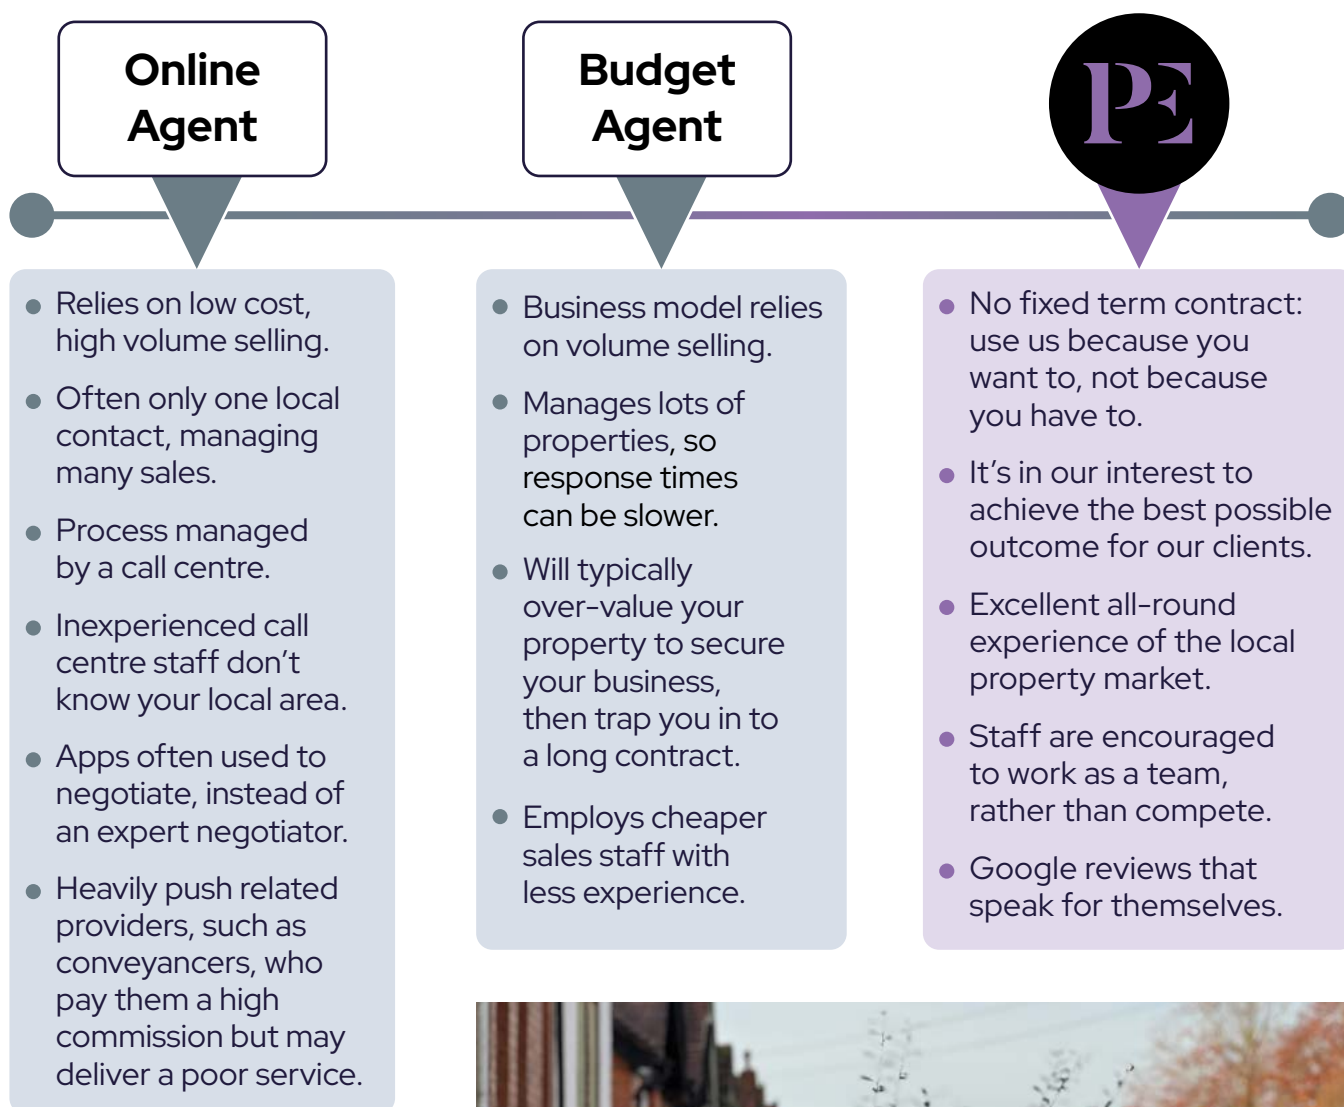 Online
Agent
Relies on low cost,
high volume selling.
Often only one local
contact, managing
many sales.
Process managed
by a call centre.
Inexperienced call
centre staff don’t
know your local area.
Apps often used to
negotiate, instead of
an expert negotiator.
Heavily push related
providers, such as
conveyancers, who
pay them a high
commission but may
deliver a poor service.
Budget
Agent
Business model relies
on volume selling.
Manages lots of
properties, so
response times
can be slower.
Will typically
over-value your
property to secure
your business,
then trap you in to
a long contract.
Employs cheaper
sales staff with
less experience.
PE
No fixed term contract:
use us because you
want to, not because
you have to.
It’s in our interest to
achieve the best possible
outcome for our clients.
Excellent all-round
experience of the local
property market.
Staff are encouraged
to work as a team,
rather than compete.
Google reviews that
speak for themselves.